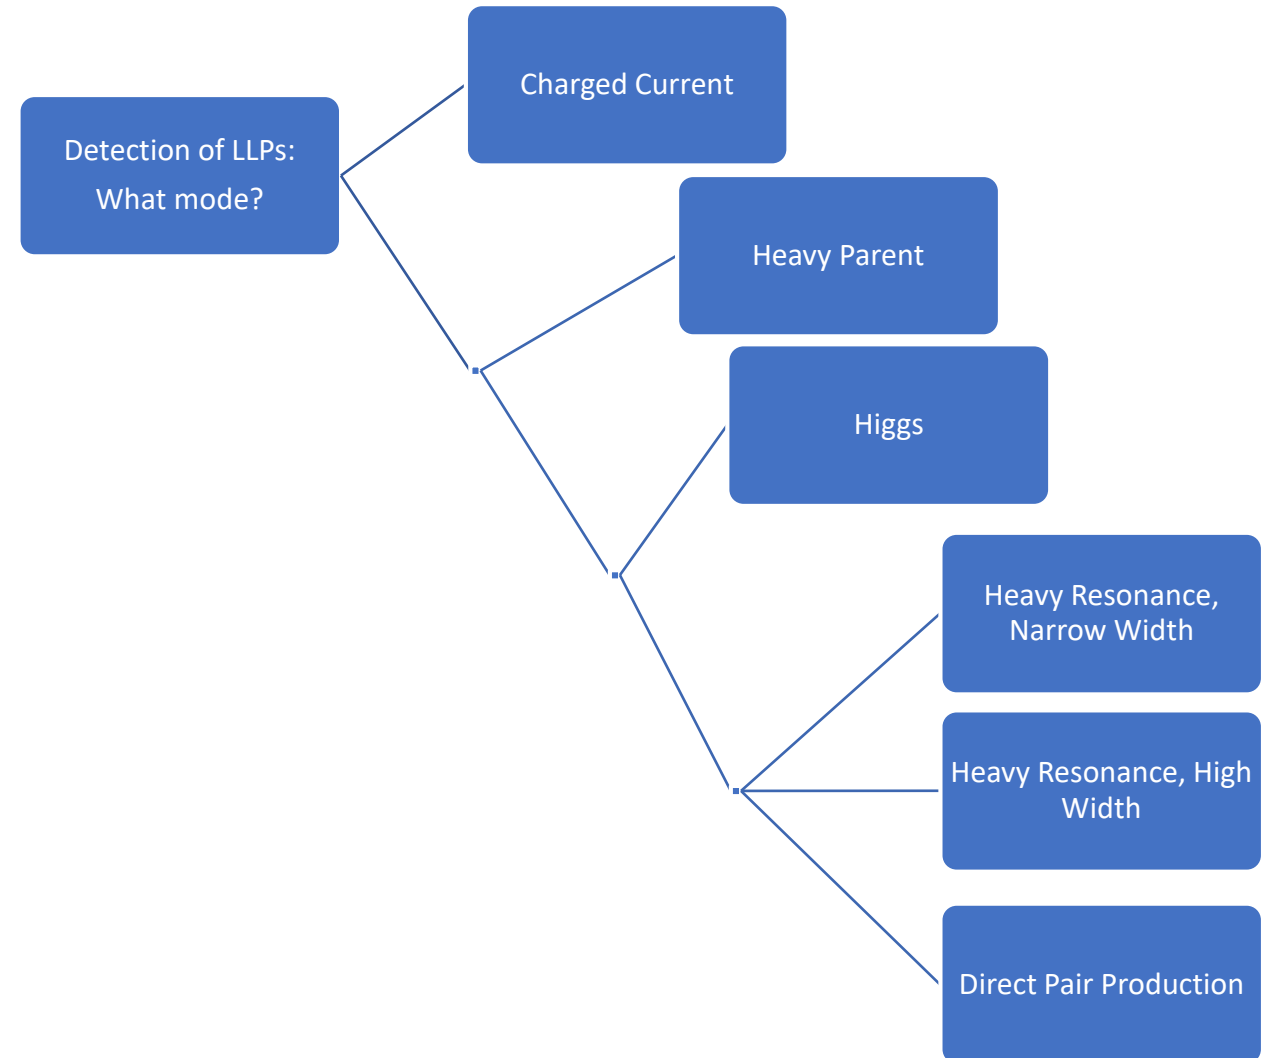 Detection of LLPs:
What mode?
Charged Current
Heavy Parent
Higgs
Heavy Resonance,
Narrow Width
Heavy Resonance, High
Width
Direct Pair Production